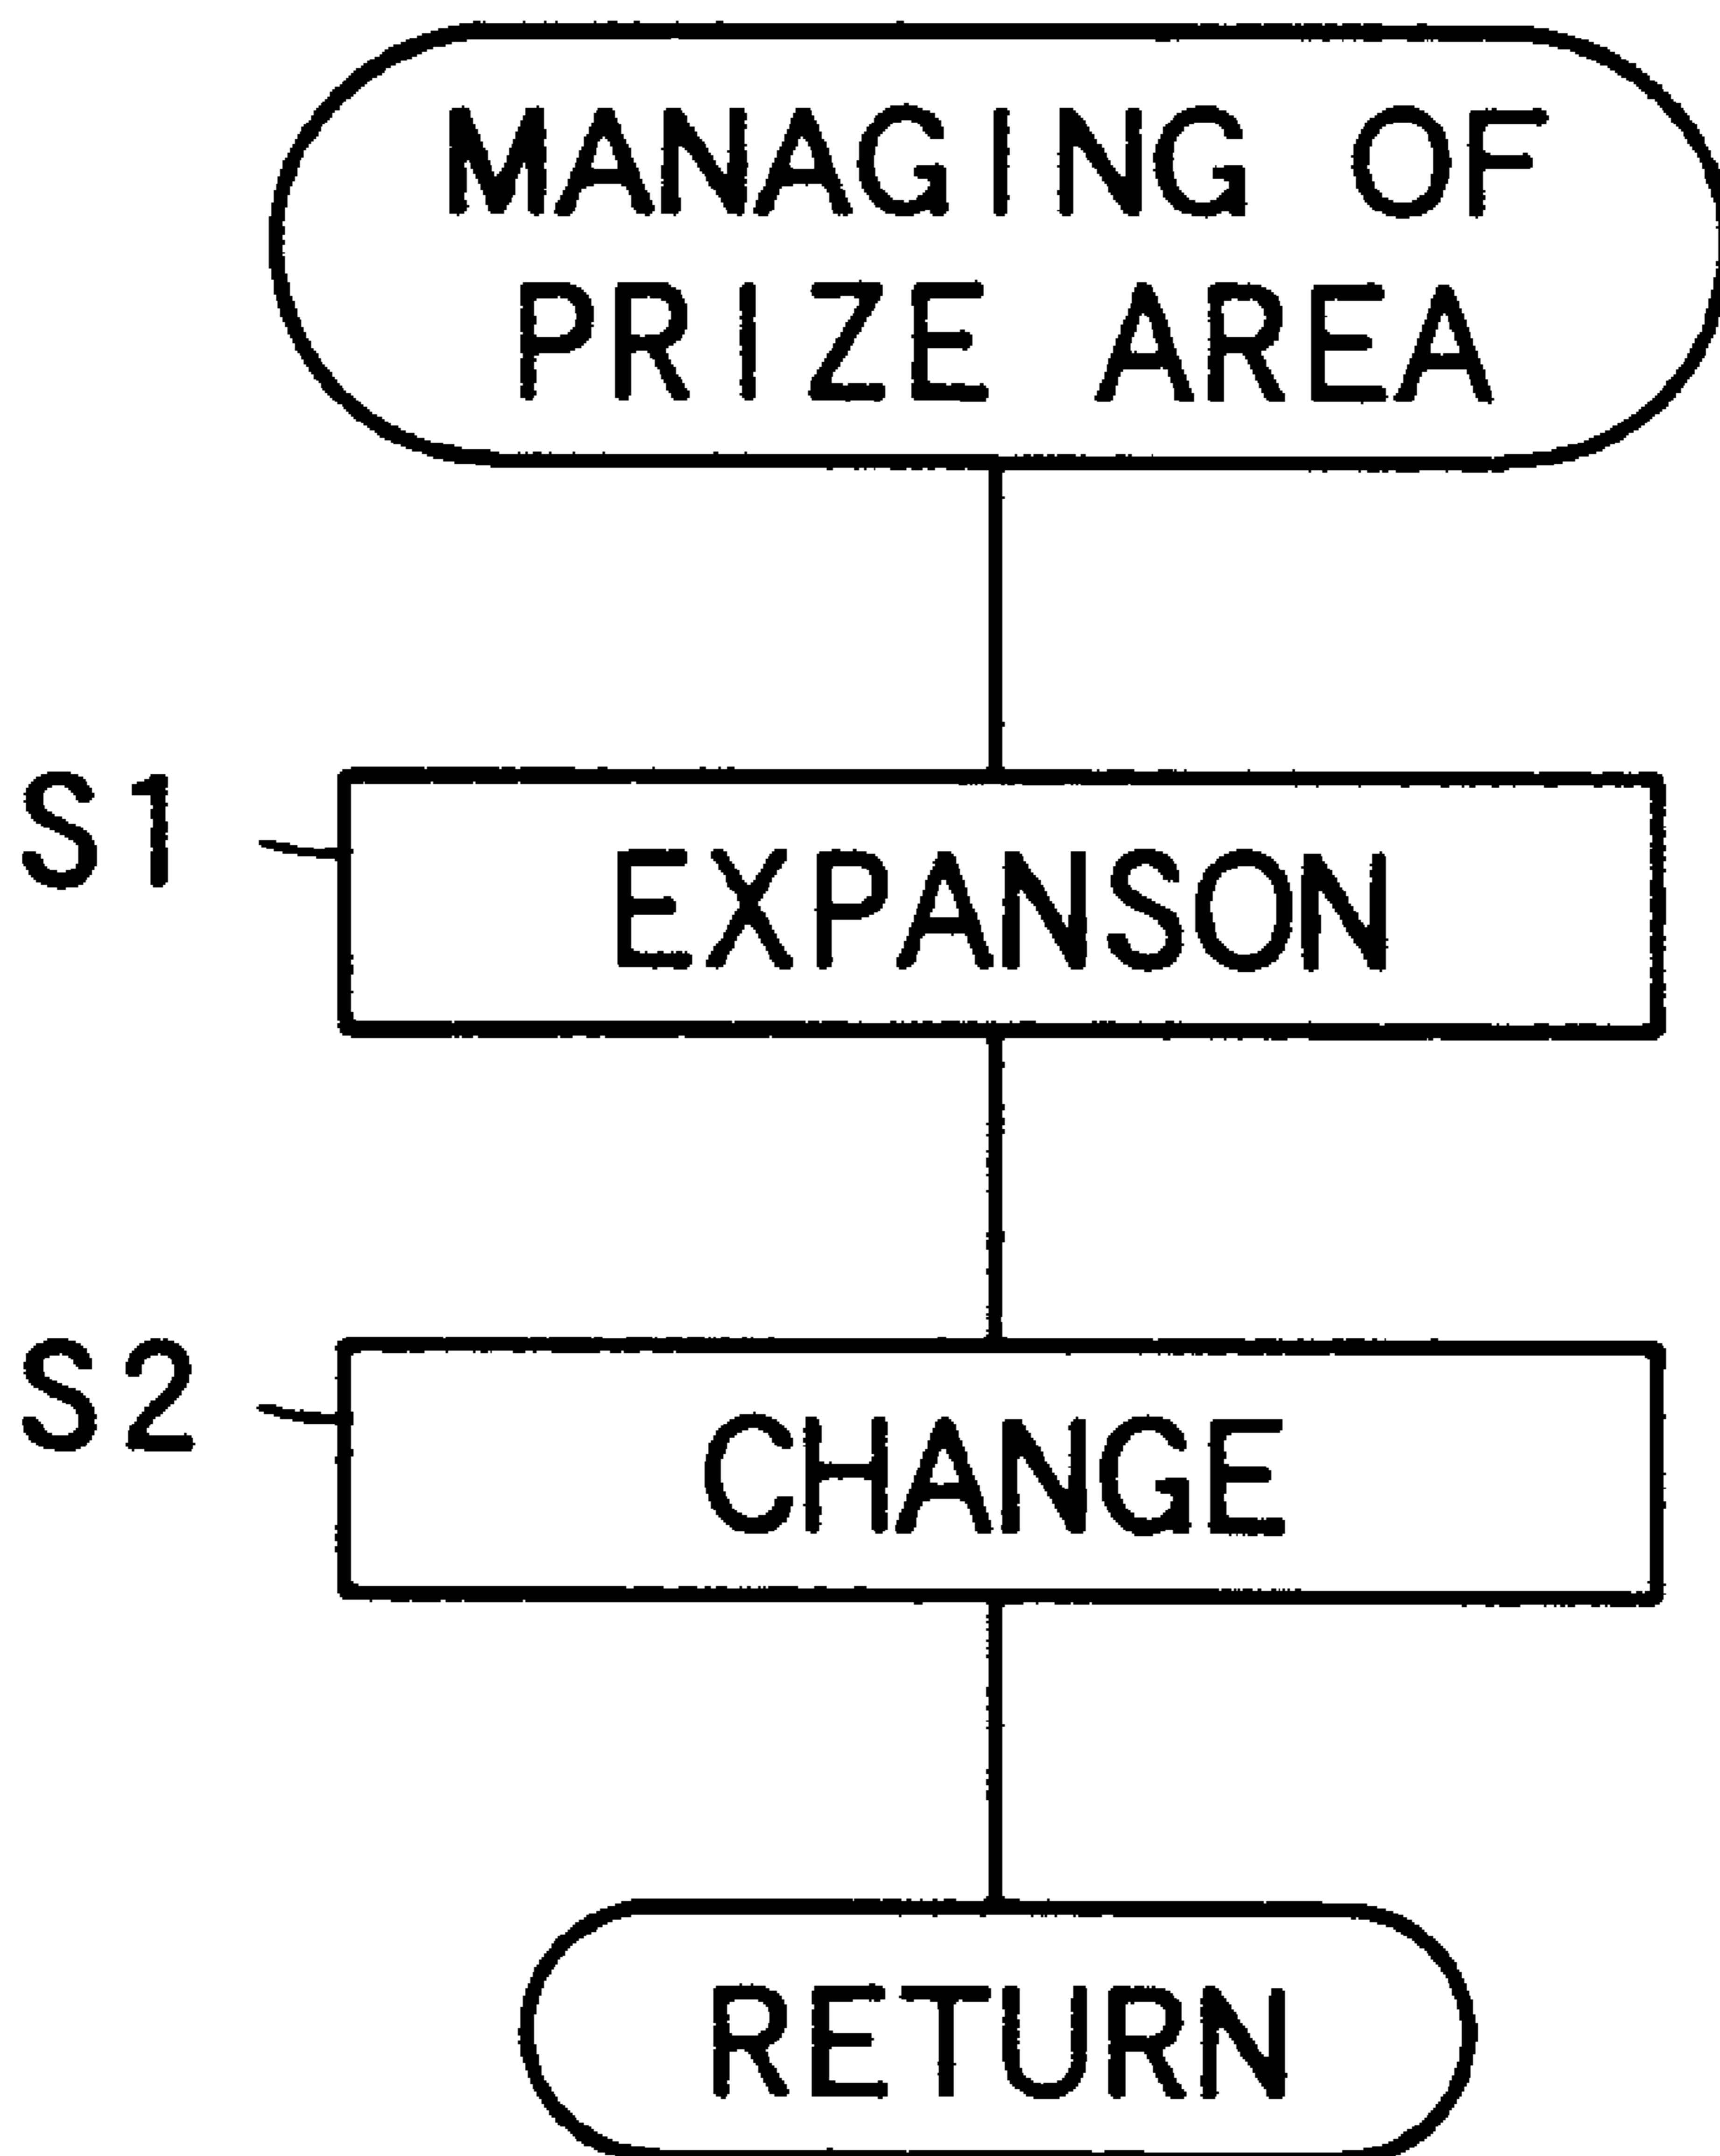 MANAGING OF
PRIZE AREA
S1
EXPANSON
S2
CHANGE
RETURN